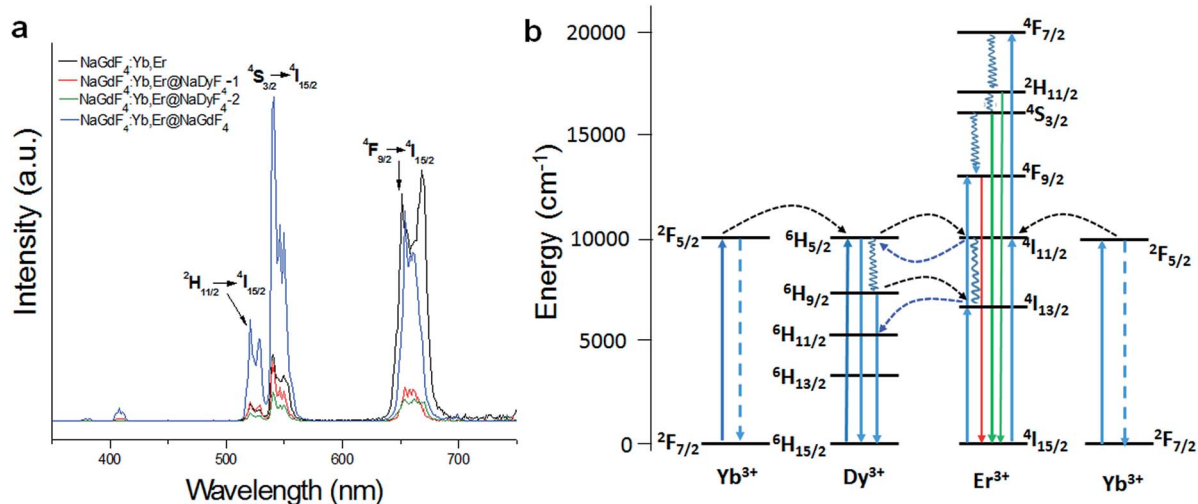 a
NaGdF₄:Yb,Er
NaGdF₄:Yb,Er@NaDyF₄-1
NaGdF₄:Yb,Er@NaDyF₄-2
NaGdF₄:Yb,Er@NaGdF₄
⁴S₃/₂ → ⁴I₁₅/₂
⁴F₉/₂ → ⁴I₁₅/₂
²H₁₁/₂ → ⁴I₁₅/₂
Intensity (a.u.)
400
500
600
700
Wavelength (nm)
b
Energy (cm⁻¹)
20000
15000
10000
5000
0
⁴F₇/₂
²H₁₁/₂
⁴S₃/₂
⁴F₉/₂
²F₅/₂
⁶H₅/₂
⁴I₁₁/₂
²F₅/₂
⁶H₉/₂
⁴I₁₃/₂
⁶H₁₁/₂
⁶H₁₃/₂
²F₇/₂
⁶H₁₅/₂
⁴I₁₅/₂
²F₇/₂
Yb³⁺
Dy³⁺
Er³⁺
Yb³⁺